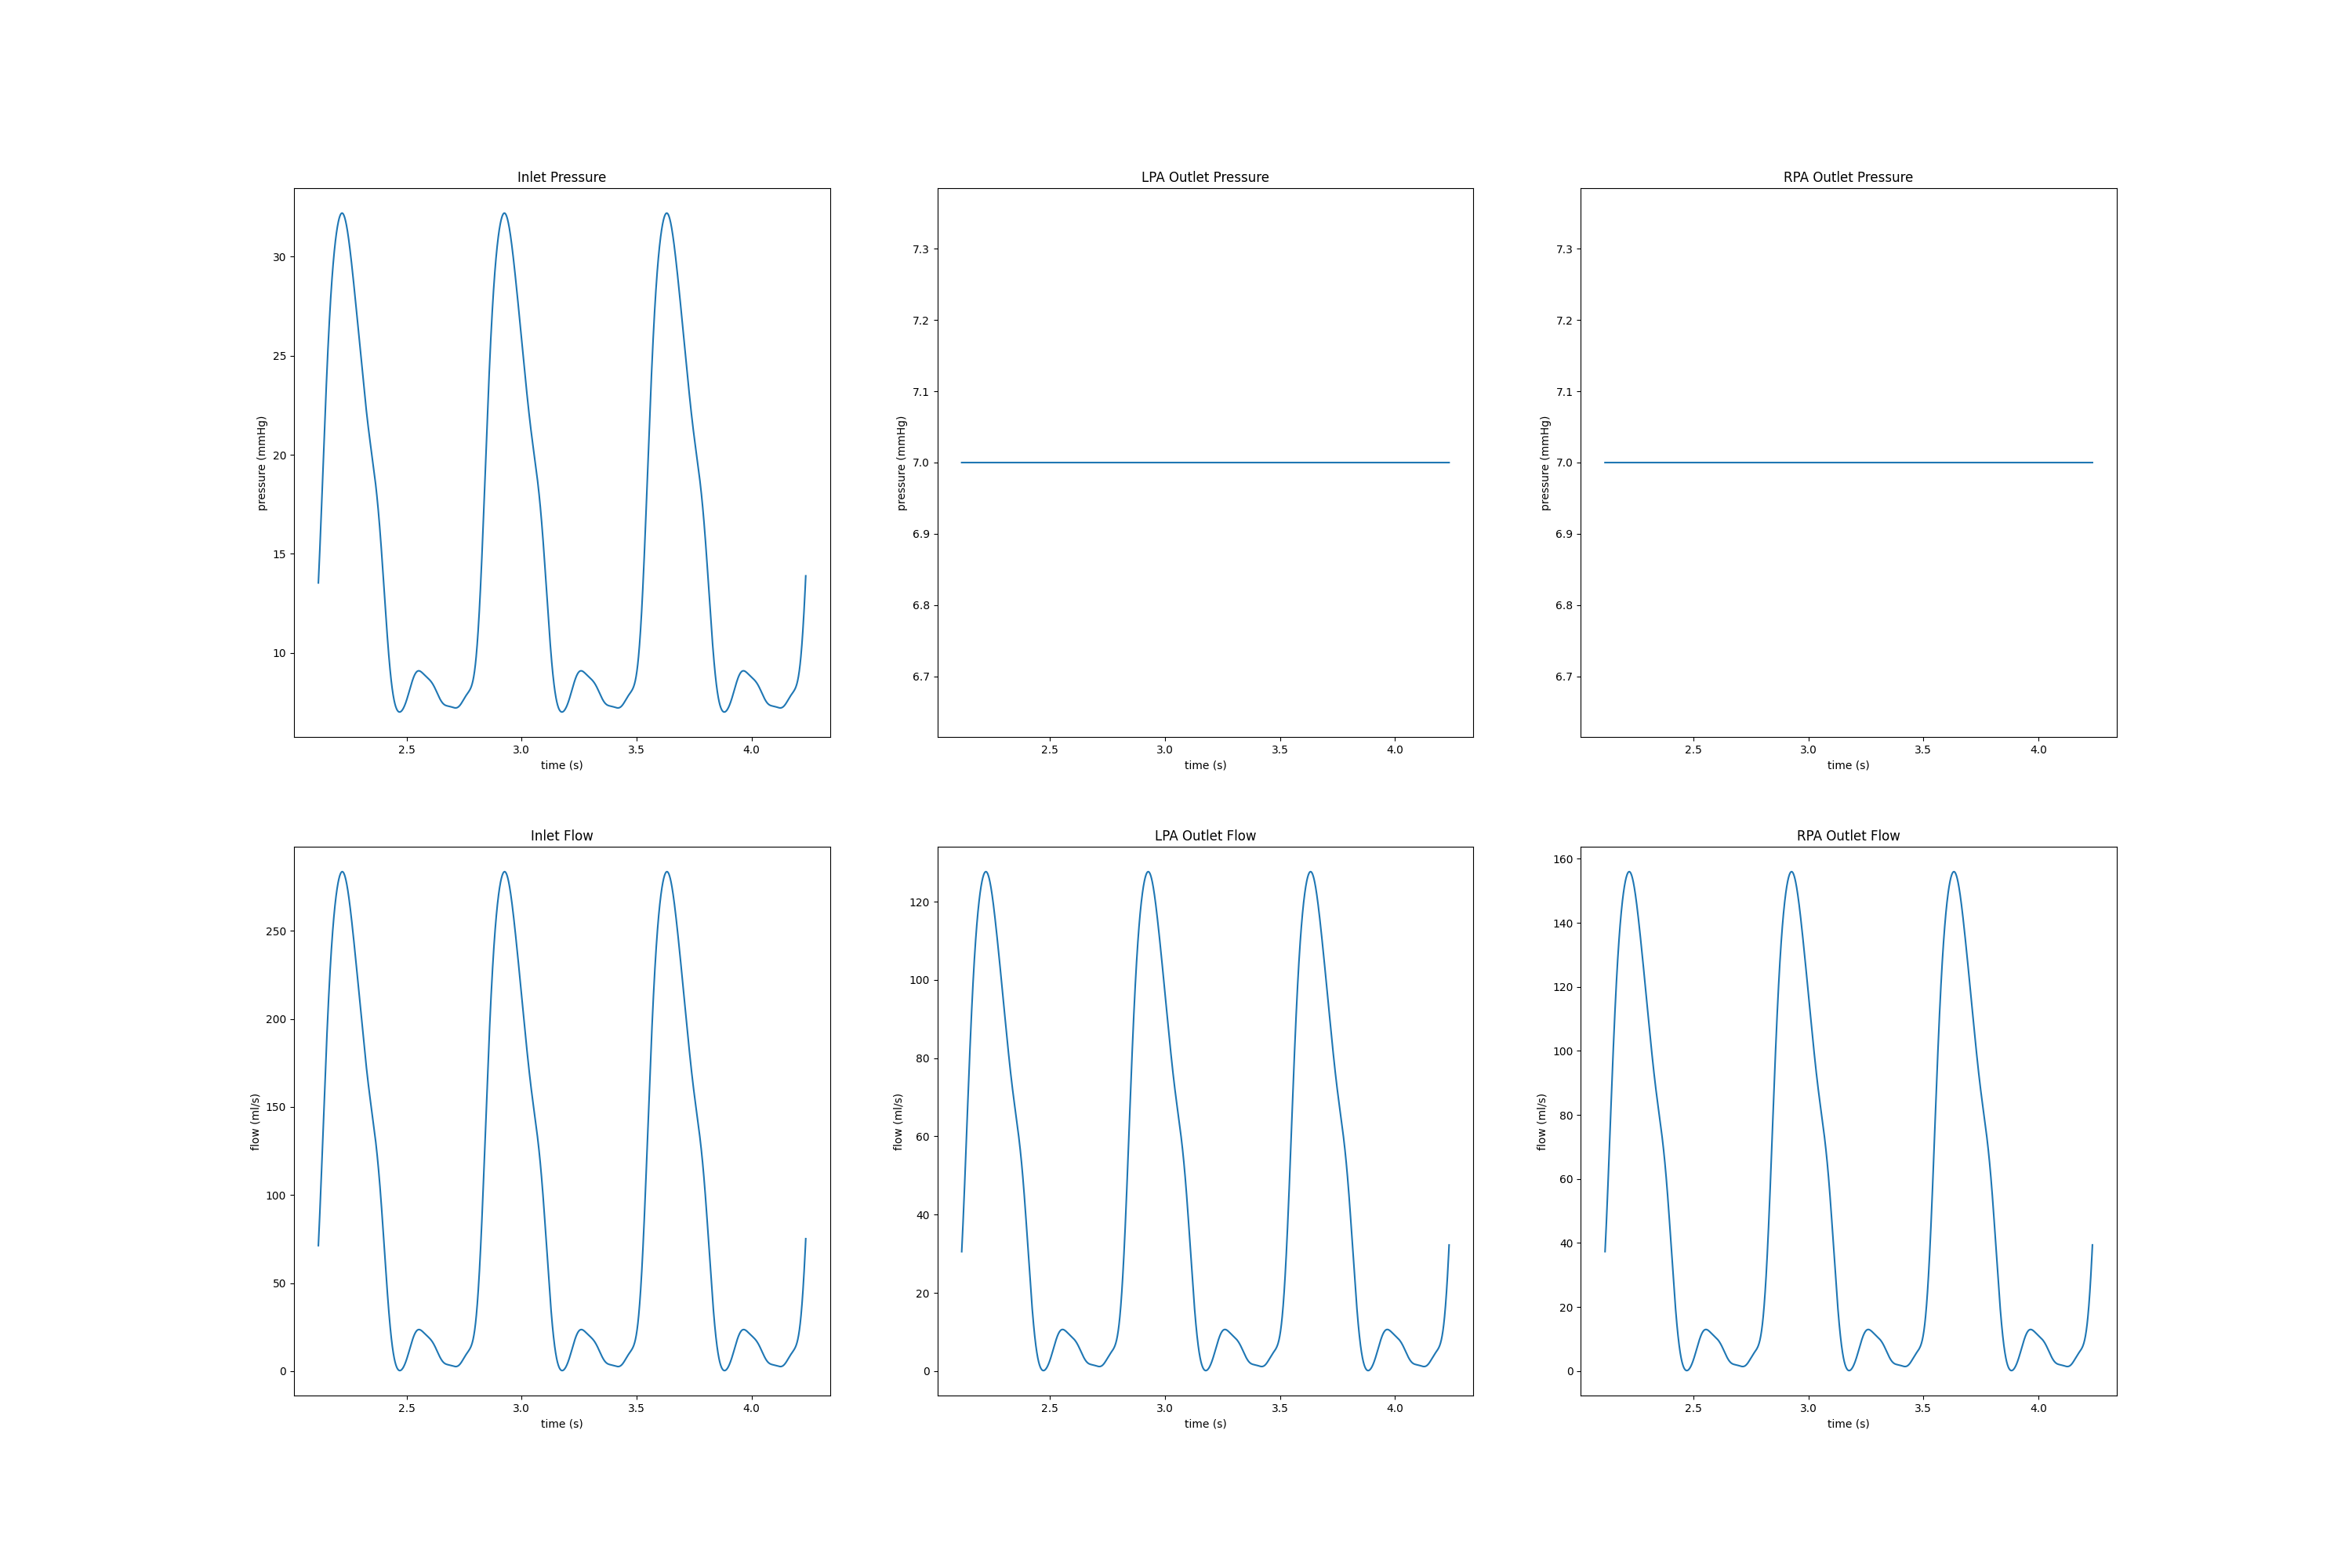 Inlet Pressure
LPA Outlet Pressure
RPA Outlet Pressure
pressure (mmHg)
30
25
20
15
10
2.5 3.0 3.5 4.0
time (s)
pressure (mmHg)
7.3
7.2
7.1
7.0
6.9
6.8
6.7
2.5 3.0 3.5 4.0
time (s)
pressure (mmHg)
7.3
7.2
7.1
7.0
6.9
6.8
6.7
2.5 3.0 3.5 4.0
time (s)
Inlet Flow
LPA Outlet Flow
RPA Outlet Flow
flow (ml/s)
250
200
150
100
50
0
2.5 3.0 3.5 4.0
time (s)
flow (ml/s)
120
100
80
60
40
20
0
2.5 3.0 3.5 4.0
time (s)
flow (ml/s)
160
140
120
100
80
60
40
20
0
2.5 3.0 3.5 4.0
time (s)